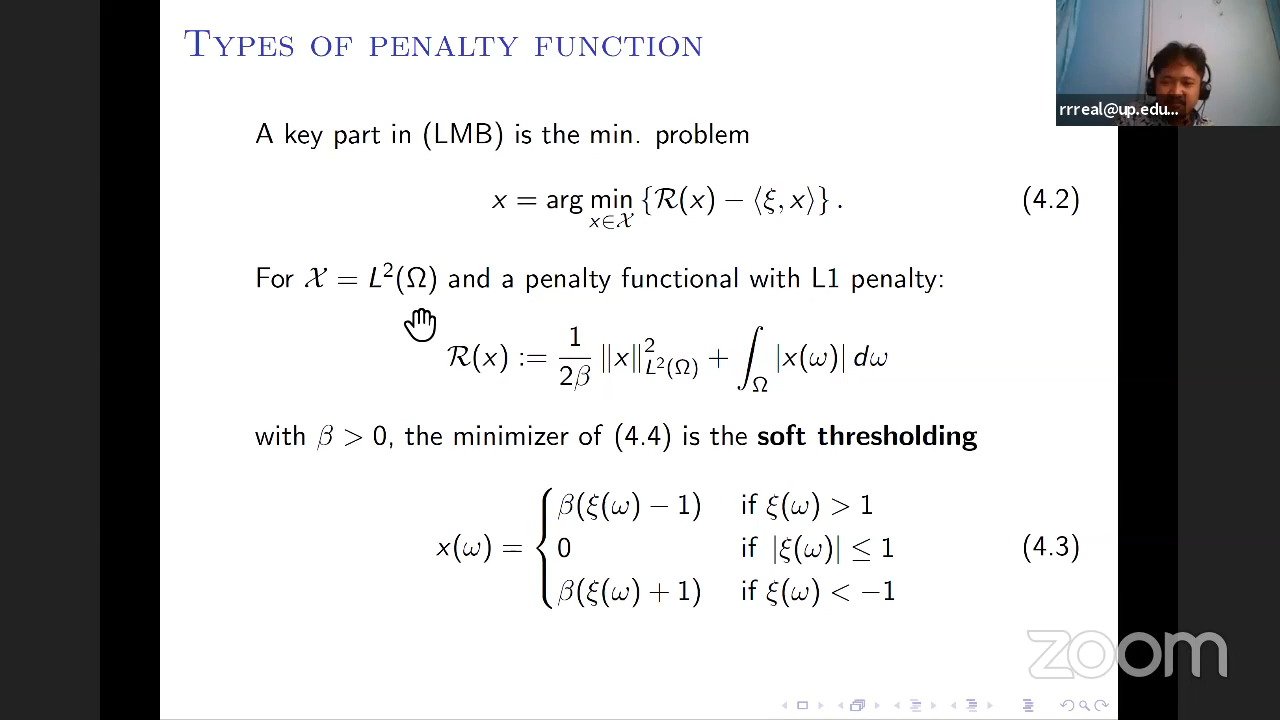 TYPES OF PENALTY FUNCTION
rrreal@up.edu...
A key part in (LMB) is the min. problem
x = arg min_{x∈𝒳} {ℛ(x) − ⟨ξ, x⟩} . (4.2)
For 𝒳 = L²(Ω) and a penalty functional with L1 penalty:
ℛ(x) := \frac{1}{2β} ‖x‖²_{L²(Ω)} + ∫_Ω |x(ω)| dω
with β > 0, the minimizer of (4.4) is the soft thresholding
x(ω) = { β(ξ(ω) − 1) if ξ(ω) > 1
0 if |ξ(ω)| ≤ 1 (4.3)
β(ξ(ω) + 1) if ξ(ω) < −1
zoom